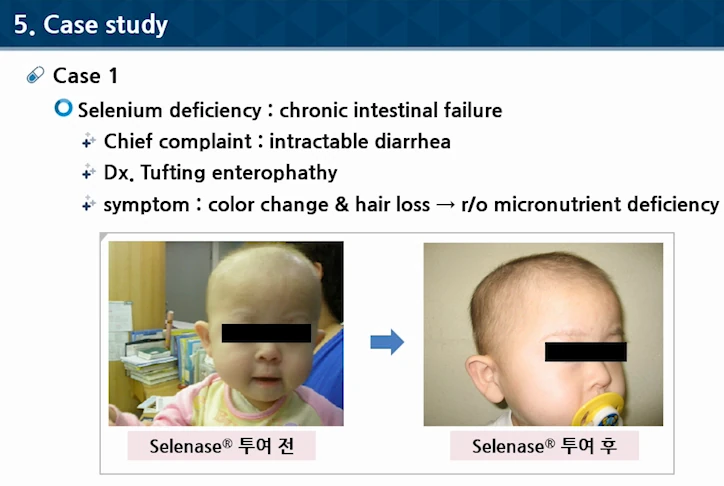 5. Case study
Case 1
Selenium deficiency : chronic intestinal failure
Chief complaint : intractable diarrhea
Dx. Tufting enterophathy
symptom : color change & hair loss → r/o micronutrient deficiency
Selenase® 투여 전
Selenase® 투여 후